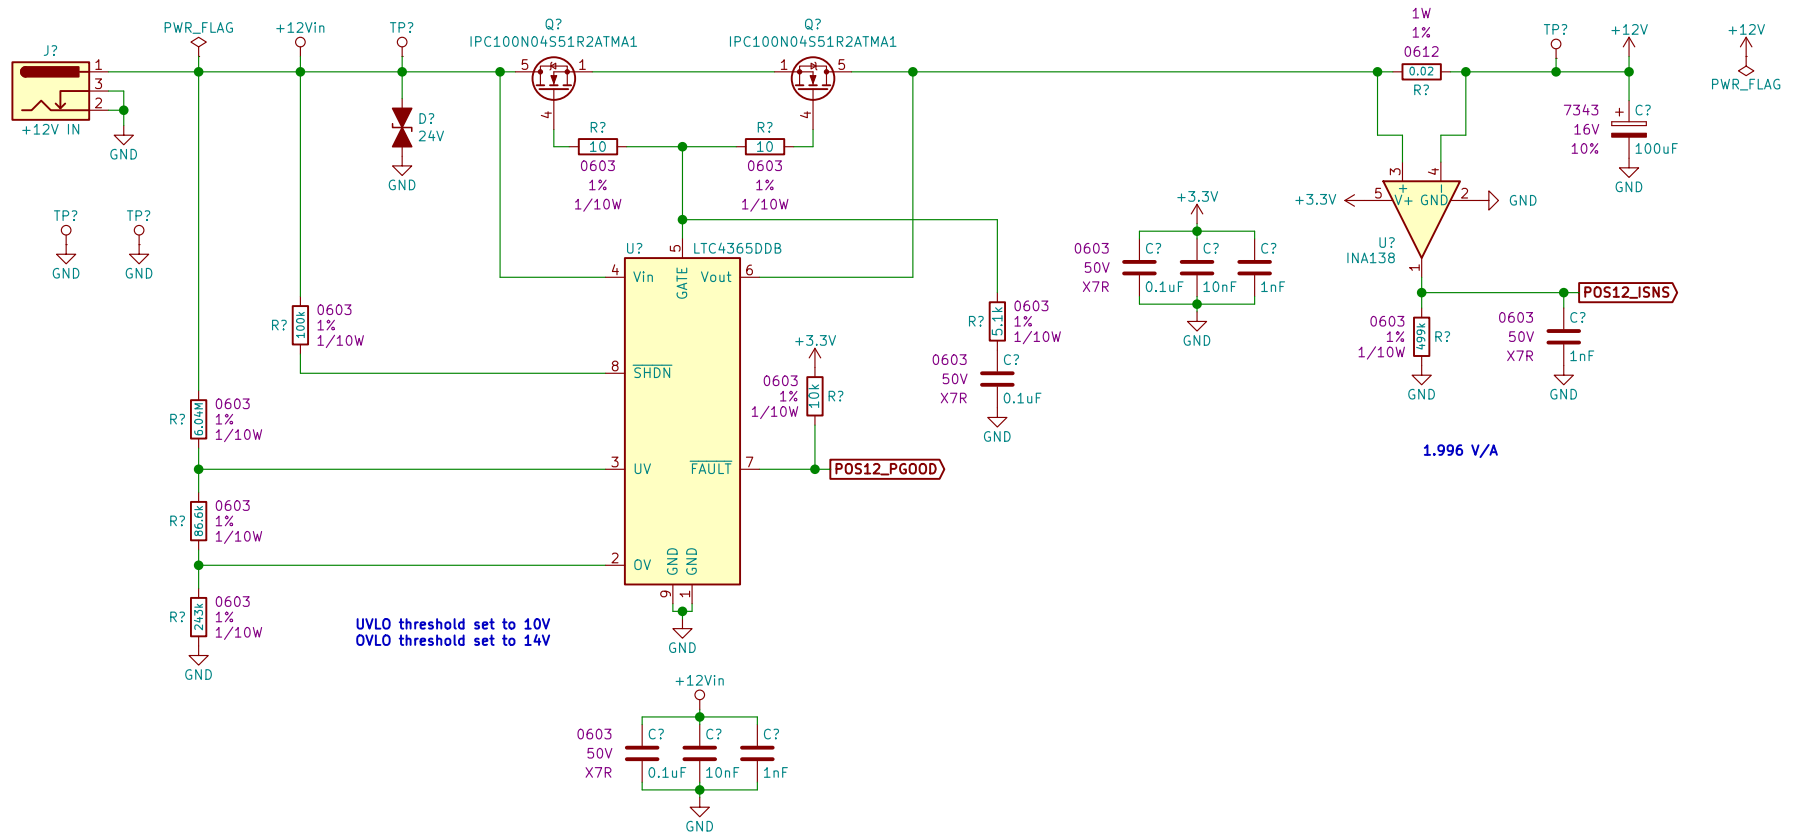 J?
1
3
2
+12V IN
GND
PWR_FLAG
+12Vin
TP?
D?
24V
GND
TP?
GND
TP?
GND
Q?
IPC100N04S51R2ATMA1
5
1
4
Q?
IPC100N04S51R2ATMA1
1
5
4
R?
10
0603
1%
1/10W
R?
10
0603
1%
1/10W
U?
LTC4365DDB
5
GATE
4
Vin
Vout
6
8
SHDN
3
UV
FAULT
7
2
OV
GND
GND
9
1
GND
R?
100k
0603
1%
1/10W
R?
6.04M
0603
1%
1/10W
R?
86.6k
0603
1%
1/10W
R?
243k
0603
1%
1/10W
GND
UVLO threshold set to 10V
OVLO threshold set to 14V
+3.3V
0603
1%
1/10W
10k
R?
POS12_PGOOD
R?
5.1k
0603
1%
1/10W
0603
50V
X7R
C?
0.1uF
GND
+3.3V
0603
50V
X7R
C?
0.1uF
C?
10nF
C?
1nF
GND
1W
1%
0612
0.02
R?
TP?
+12V
+12V
PWR_FLAG
7343
16V
10%
C?
100uF
GND
3
4
+3.3V
5
V+
GND
2
GND
U?
INA138
1
POS12_ISNS
0603
1%
1/10W
499k
R?
GND
0603
50V
X7R
C?
1nF
GND
1.996 V/A
+12Vin
0603
50V
X7R
C?
0.1uF
C?
10nF
C?
1nF
GND